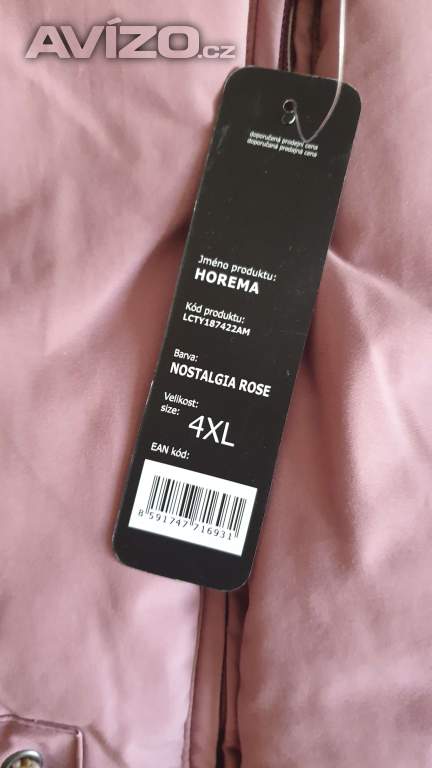 AVÍZO.cz
doporučená prodejní cena
doporučená predajná cena
Jméno produktu:
HOREMA
Kód produktu:
LCTY187422AM
Barva:
NOSTALGIA ROSE
Velikost:
size: 4XL
EAN kód:
8 591747 716931